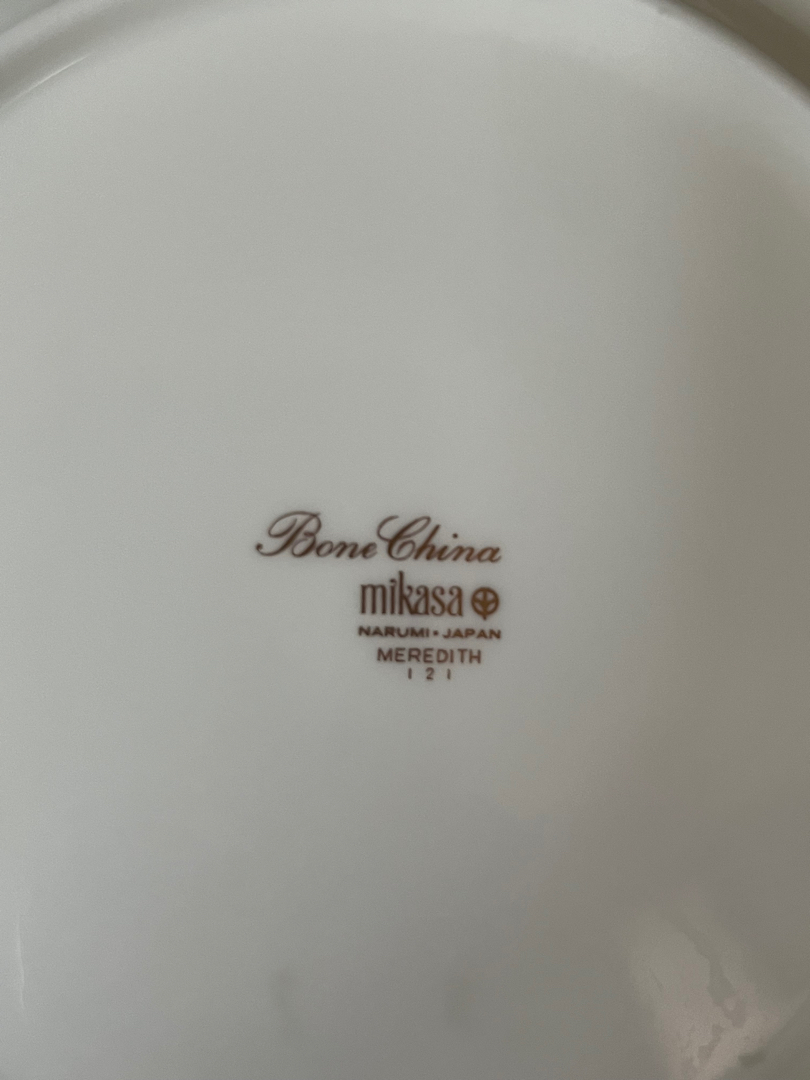 Bone China
mikasa
NARUMI • JAPAN
MEREDITH
121